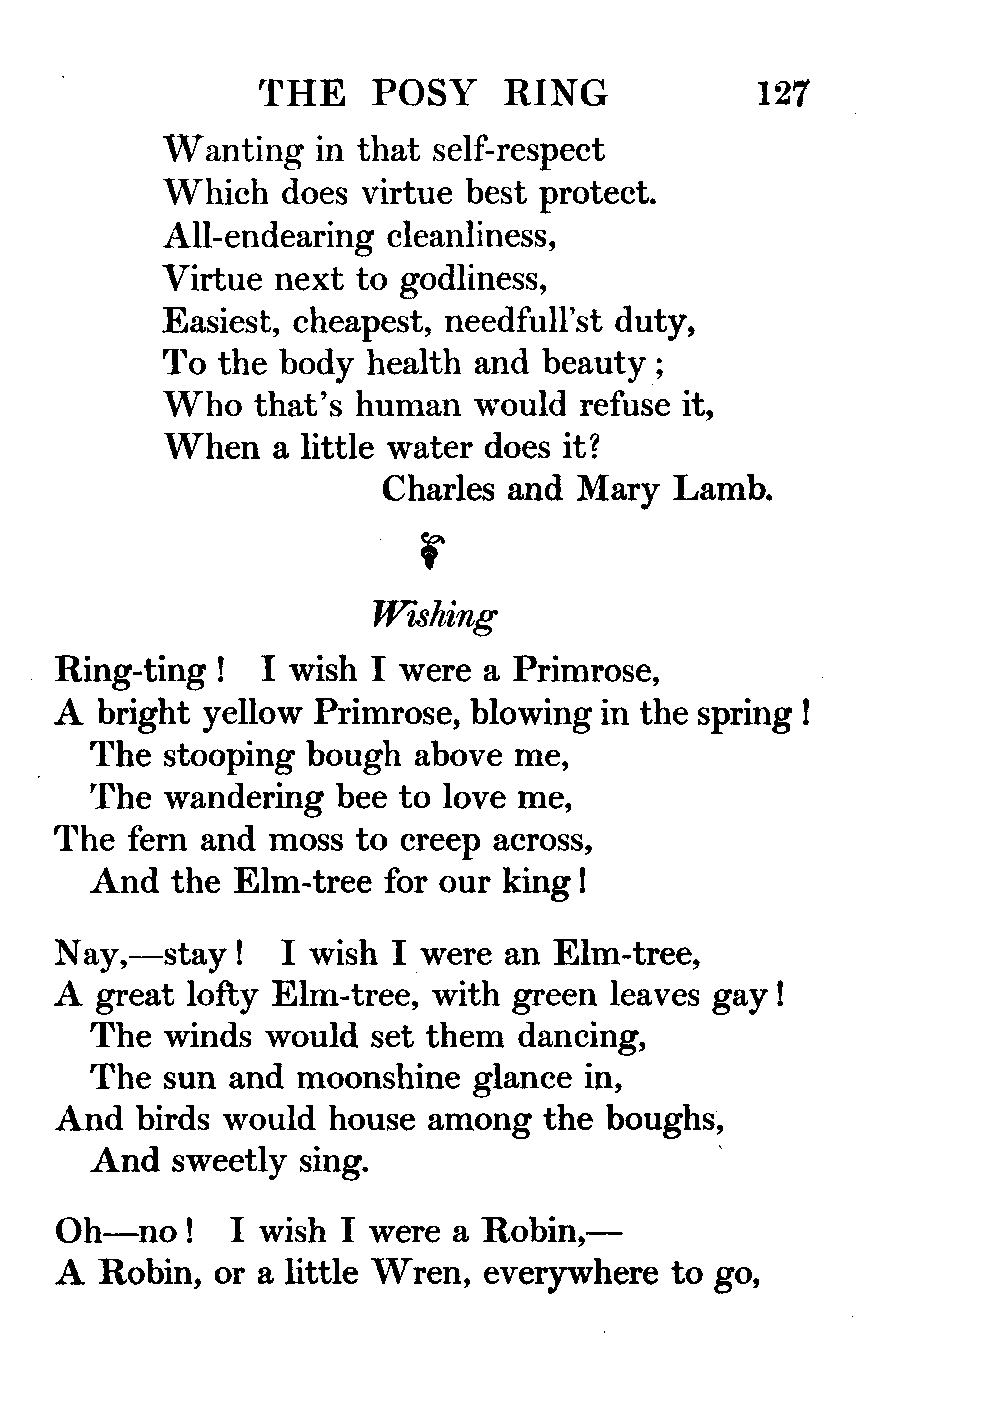 THE POSY RING 127
Wanting in that self-respect
Which does virtue best protect.
All-endearing cleanliness,
Virtue next to godliness,
Easiest, cheapest, needfull'st duty,
To the body health and beauty ;
Who that's human would refuse it,
When a little water does it?
Charles and Mary Lamb.
Wishing
Ring-ting ! I wish I were a Primrose,
A bright yellow Primrose, blowing in the spring !
The stooping bough above me,
The wandering bee to love me,
The fern and moss to creep across,
And the Elm-tree for our king !
Nay,—stay ! I wish I were an Elm-tree,
A great lofty Elm-tree, with green leaves gay !
The winds would set them dancing,
The sun and moonshine glance in,
And birds would house among the boughs,
And sweetly sing.
Oh—no ! I wish I were a Robin,—
A Robin, or a little Wren, everywhere to go,